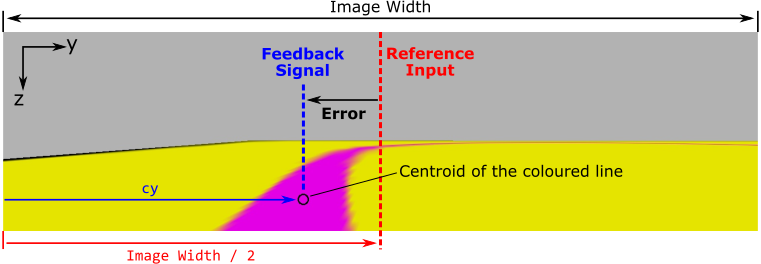 Image Width
y
z
Feedback
Signal
Reference
Input
Error
Centroid of the coloured line
cy
Image Width / 2